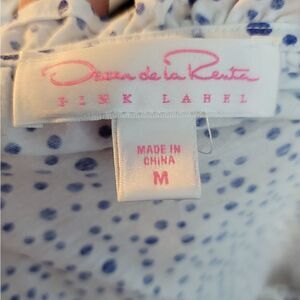 Oscar de la Renta
PINK LABEL
MADE IN
CHINA
M